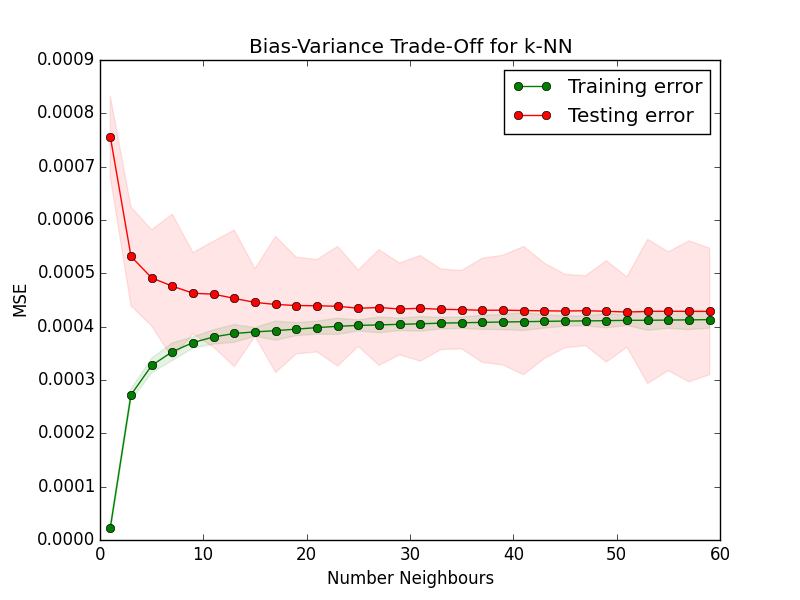 Bias-Variance Trade-Off for k-NN
Training error
Testing error
0.0009
0.0008
0.0007
0.0006
0.0005
0.0004
0.0003
0.0002
0.0001
0.0000
MSE
0 10 20 30 40 50 60
Number Neighbours